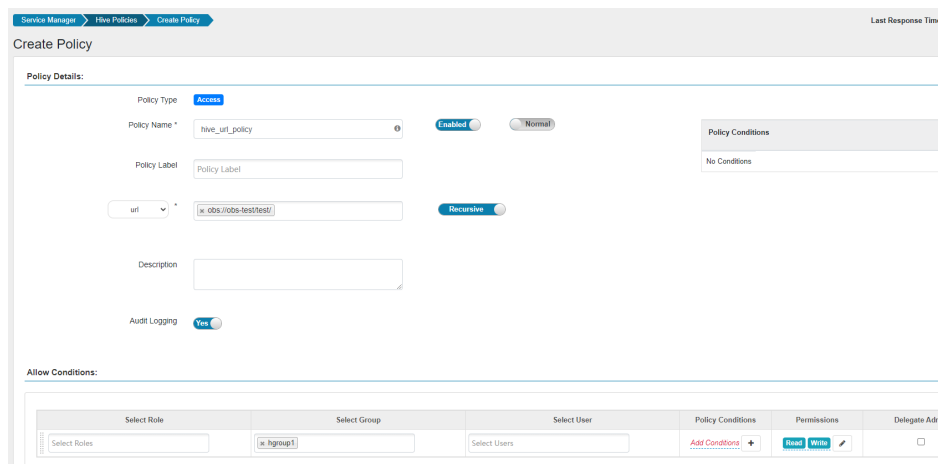 Service Manager Hive Policies Create Policy Last Response Time
Create Policy
Policy Details:
Policy Type Access
Policy Name * hive_url_policy Enabled Normal
Policy Conditions
No Conditions
Policy Label Policy Label
url * × obs://obs-test/test/ Recursive
Description
Audit Logging Yes
Allow Conditions:
Select Role Select Group Select User Policy Conditions Permissions Delegate Adm
Select Roles × hgroup1 Select Users Add Conditions + Read Write